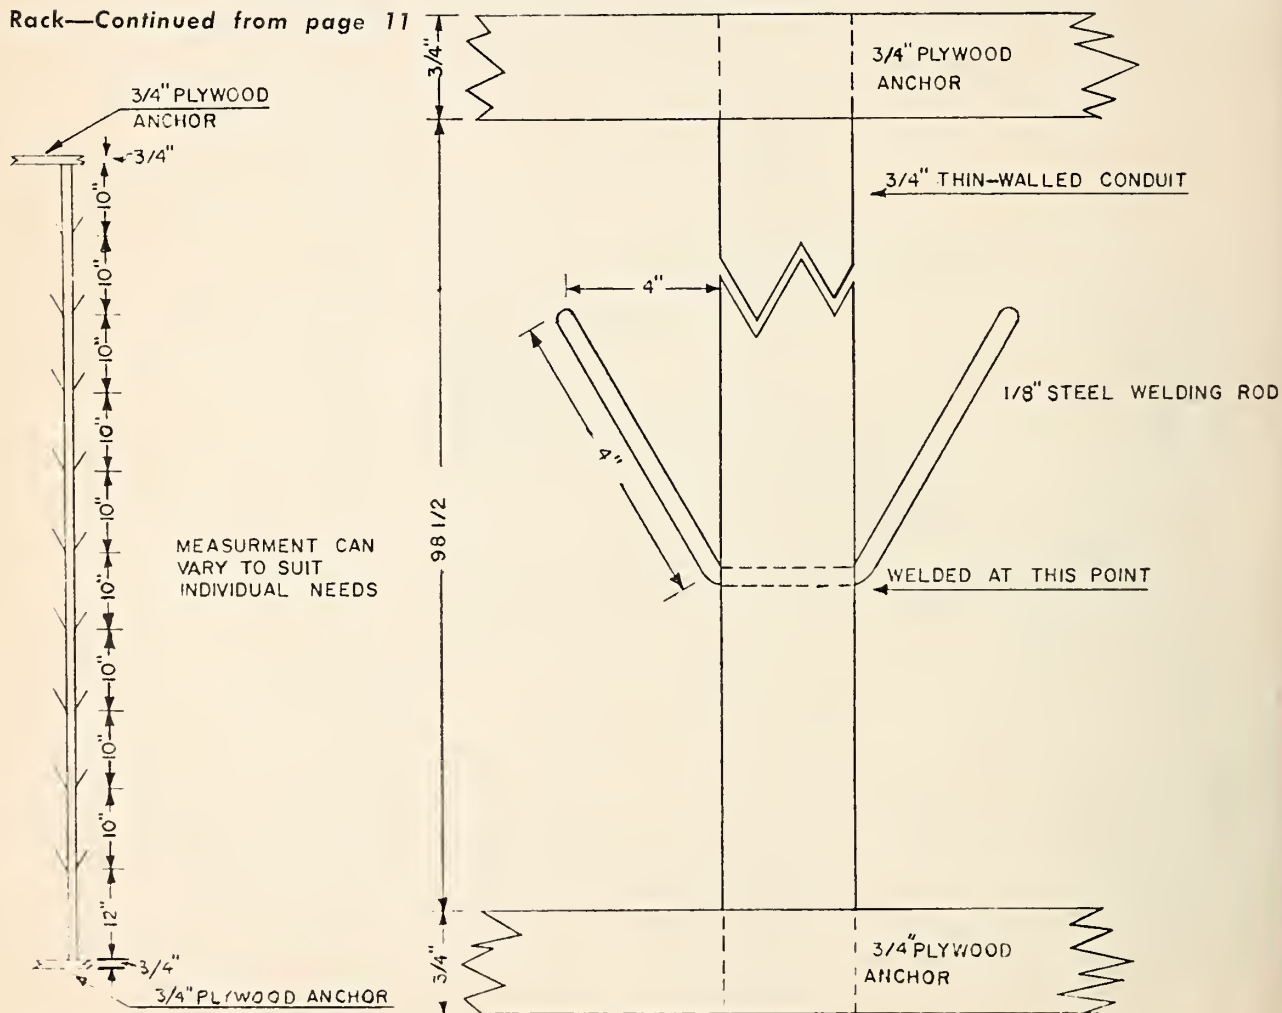 Rack—Continued from page 11
3/4" PLYWOOD
ANCHOR
3/4"
10"
10"
10"
10"
10"
10"
10"
10"
10"
12"
3/4"
3/4" PLYWOOD ANCHOR
MEASURMENT CAN
VARY TO SUIT
INDIVIDUAL NEEDS
3/4"
98 1/2
3/4"
3/4" PLYWOOD
ANCHOR
3/4" THIN-WALLED CONDUIT
4"
4"
1/8" STEEL WELDING ROD
WELDED AT THIS POINT
3/4" PLYWOOD
ANCHOR